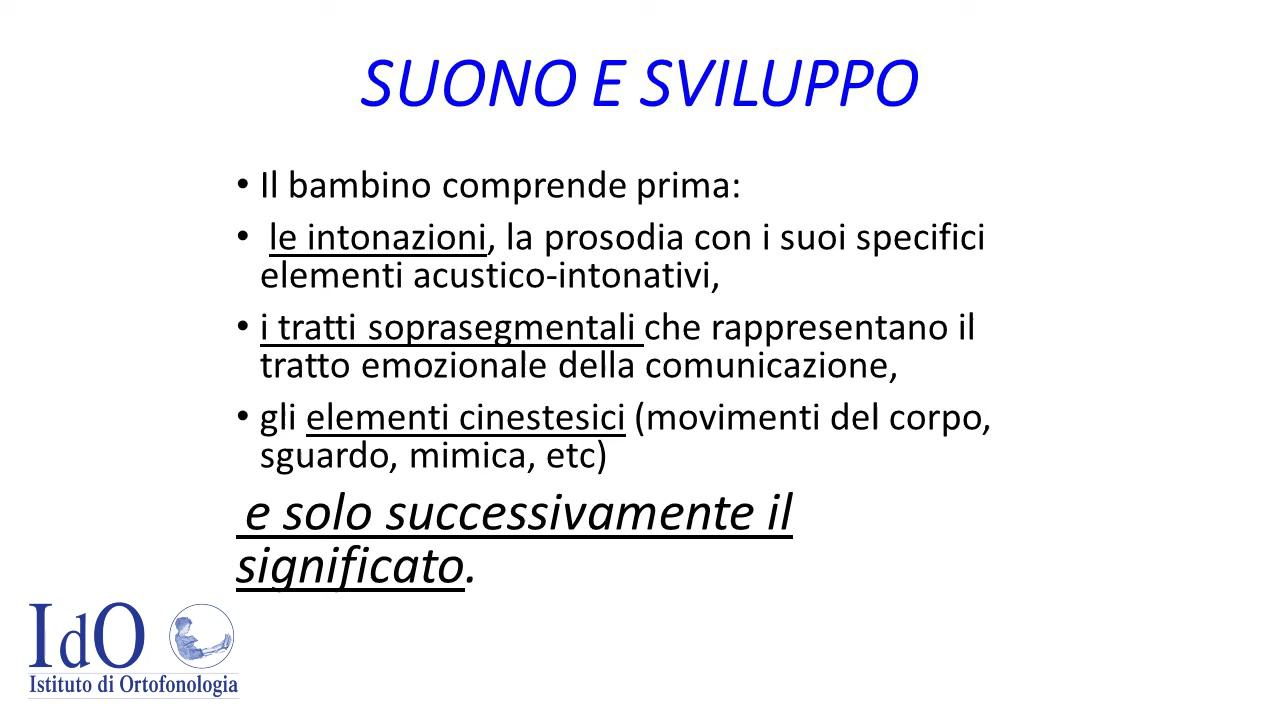 SUONO E SVILUPPO
• Il bambino comprende prima:
• le intonazioni, la prosodia con i suoi specifici
elementi acustico-intonativi,
• i tratti soprasegmentali che rappresentano il
tratto emozionale della comunicazione,
• gli elementi cinestesici (movimenti del corpo,
sguardo, mimica, etc)
e solo successivamente il
significato.
IdO
Istituto di Ortofonologia